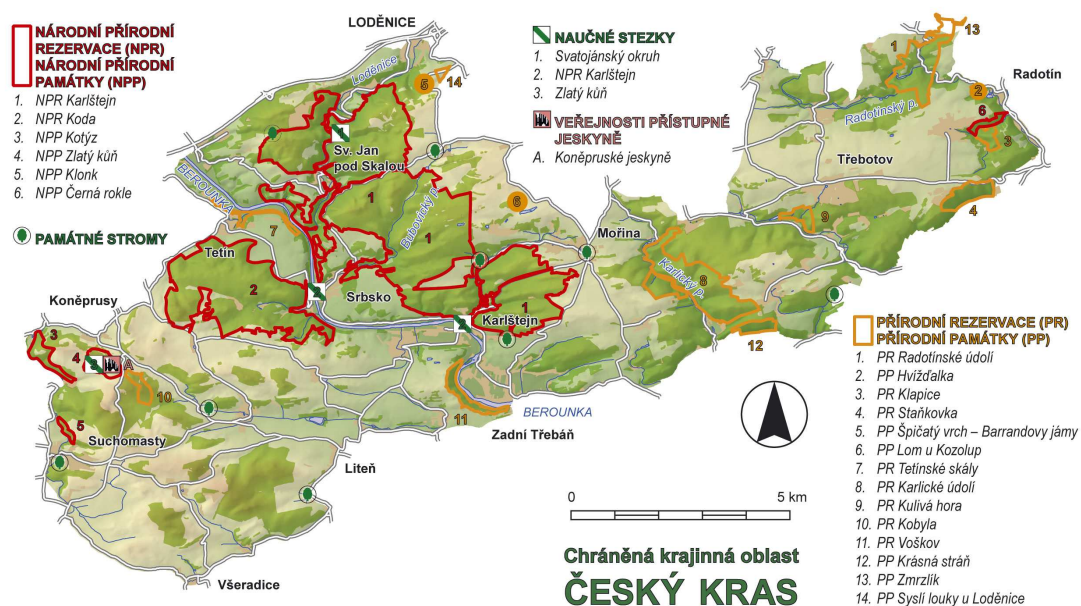 NÁRODNÍ PŘÍRODNÍ
REZERVACE (NPR)
NÁRODNÍ PŘÍRODNÍ
PAMÁTKY (NPP)
1. NPR Karlštejn
2. NPR Koda
3. NPR Kotýz
4. NPP Zlatý kůň
5. NPP Klonk
6. NPP Černá rokle
PAMÁTNÉ STROMY
NAUČNÉ STEZKY
1. Svatojánský okruh
2. NPR Karlštejn
3. Zlatý kůň
VEŘEJNOSTI PŘÍSTUPNÉ
JESKYNĚ
A. Koněpruské jeskyně
LODĚNICE
Loděnice
5
14
Sv. Jan
pod Skalou
1
Bubovický p.
1
6
BEROUNKA
7
Tetín
2
Srbsko
Karlštejn
1
Mořina
Koněprusy
3
4
A
10
5
Suchomasty
Liteň
Všeradice
11
BEROUNKA
Zadní Třebáň
13
1
Radotín
2
6
3
Radotínský p.
Třebotov
4
9
Karlický p.
8
12
PŘÍRODNÍ REZERVACE (PR)
PŘÍRODNÍ PAMÁTKY (PP)
1. PR Radotínské údolí
2. PP Hvížďalka
3. PR Klapice
4. PR Staňkovka
5. PP Špičatý vrch – Barrandovy jámy
6. PP Lom u Kozolup
7. PR Tetínské skály
8. PR Karlické údolí
9. PR Kulivá hora
10. PR Kobyla
11. PR Voškov
12. PP Krásná stráň
13. PP Zmrzlík
14. PP Syslí louky u Loděnice
0 5 km
Chráněná krajinná oblast
ČESKÝ KRAS